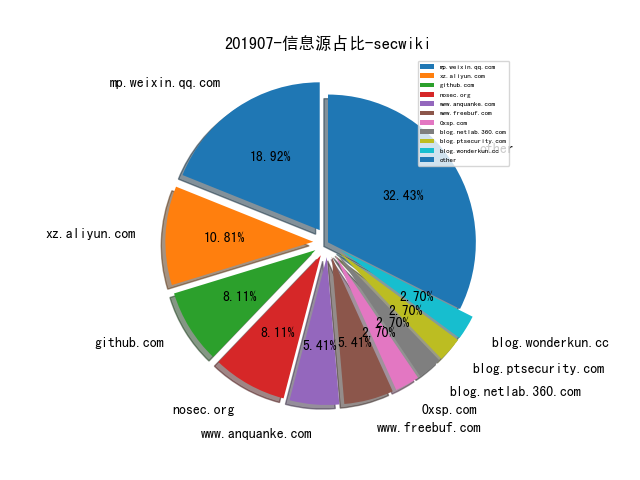 201907-信息源占比-secwiki
mp.weixin.qq.com
xz.aliyun.com
github.com
nosec.org
www.anquanke.com
www.freebuf.com
0xsp.com
blog.netlab.360.com
blog.ptsecurity.com
blog.wonderkun.cc
other
mp.weixin.qq.com
18.92%
other
32.43%
xz.aliyun.com
10.81%
github.com
8.11%
nosec.org
8.11%
www.anquanke.com
5.41%
www.freebuf.com
5.41%
0xsp.com
2.70%
blog.netlab.360.com
2.70%
blog.ptsecurity.com
2.70%
blog.wonderkun.cc
2.70%